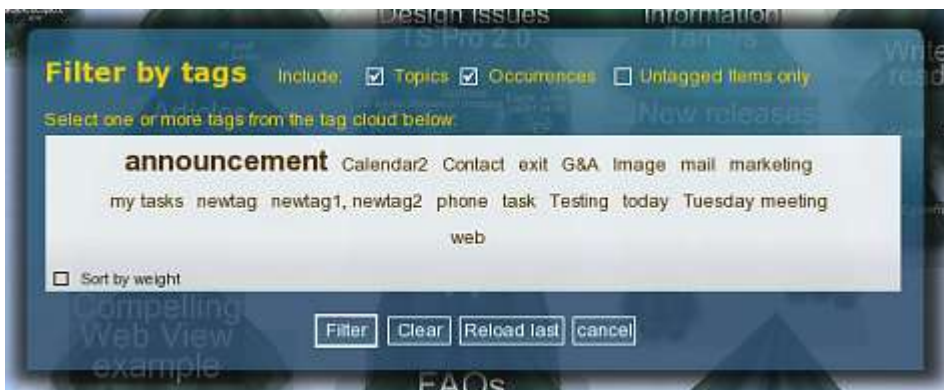 Design Issues
TS Pro 2.0
Information
Filter by tags Include: Topics Occurrences Untagged Items only
Articles
New releases
Select one or more tags from the tag cloud below:
announcement Calendar2 Contact exit G&A Image mail marketing
my tasks newtag newtag1, newtag2 phone task Testing today Tuesday meeting
web
Sort by weight
Compelling
Web View
example
Filter Clear Reload last cancel
FAQs